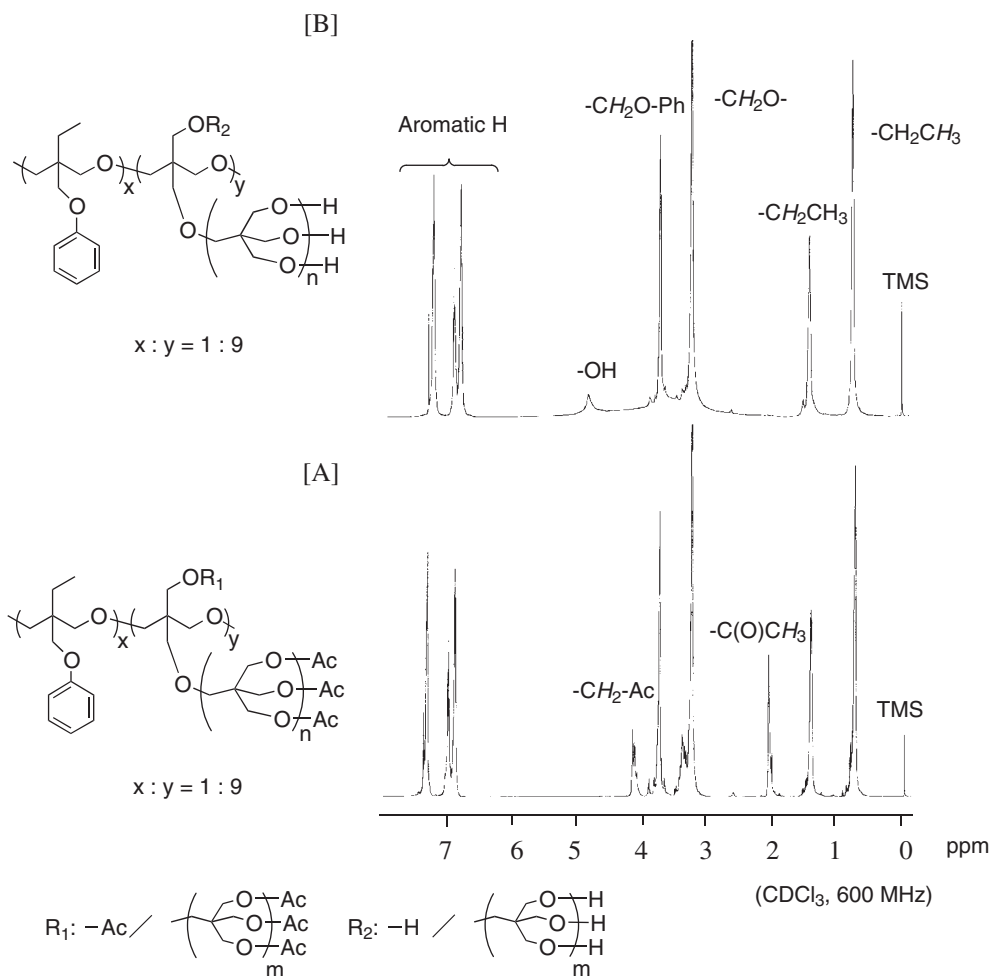 [B]
-CH2O-Ph
-CH2O-
Aromatic H
-CH2CH3
-CH2CH3
TMS
-OH
OR2
O
x
O
y
O
O
O H
O H
O H
n
x : y = 1 : 9
[A]
-C(O)CH3
-CH2-Ac
TMS
OR1
O
x
O
y
O
O
O Ac
O Ac
O Ac
n
x : y = 1 : 9
7 6 5 4 3 2 1 0 ppm
(CDCl3, 600 MHz)
R1: –Ac /
O Ac
O Ac
O Ac
m
R2: –H /
O H
O H
O H
m